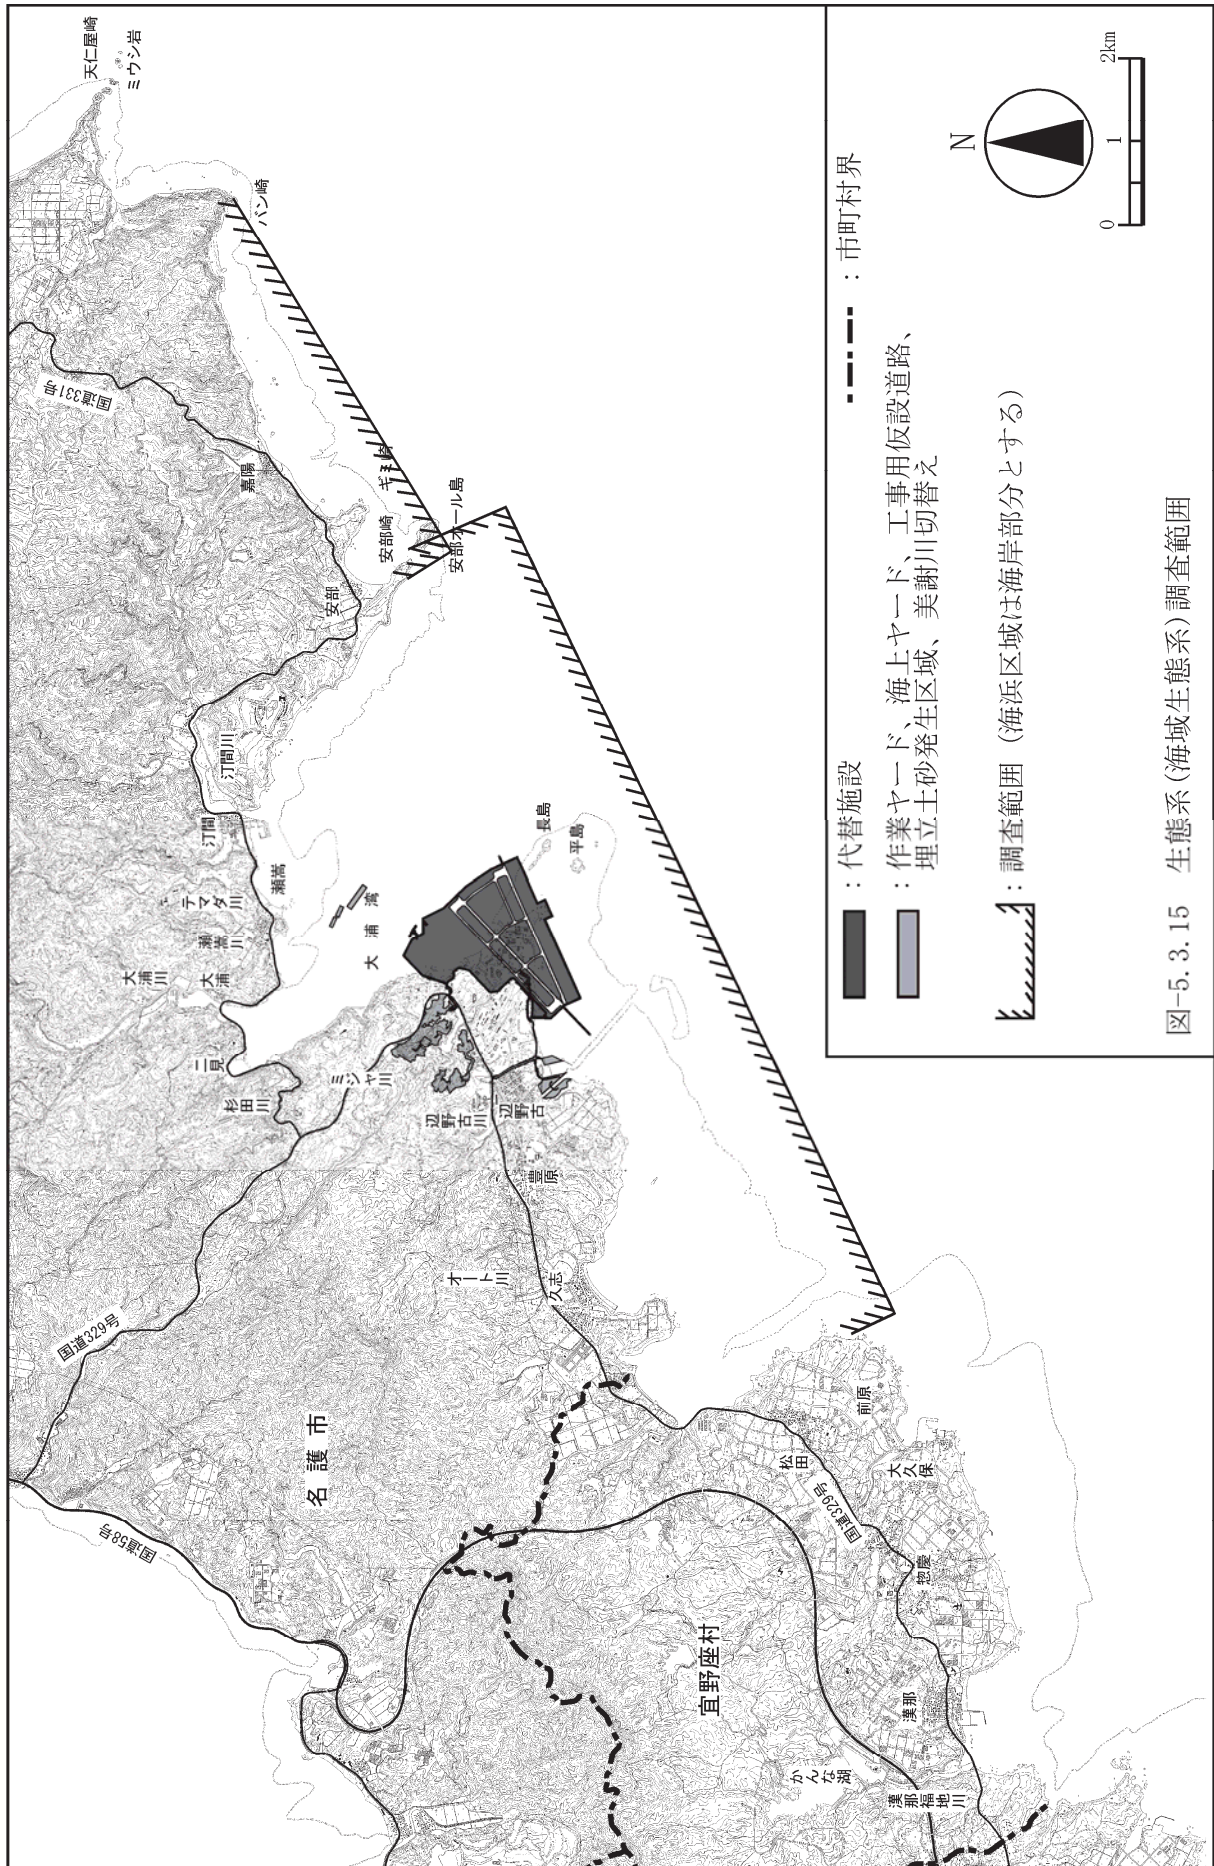 天仁屋崎
ミウシ岩
バン崎
国道331号
嘉陽
ギミ崎
安部崎
安部オール島
安部
汀間川
汀間
瀬嵩
テマダ川
瀬嵩川
大浦川
大浦
大浦湾
長島
平島
二見
杉田川
ミジャ川
辺野古川
辺野古
豊原
オート川
久志
国道329号
名護市
国道58号
前原
松田
大久保
国道329号
惣慶
宜野座村
漢那
かんな湖
漢那福地川
N
0 1 2km
：代替施設
：市町村界
：作業ヤード、海上ヤード、工事用仮設道路、
埋立土砂発生区域、美謝川切替え
：調査範囲（海浜区域は海岸部分とする）
図-5.3.15 生態系(海域生態系)調査範囲